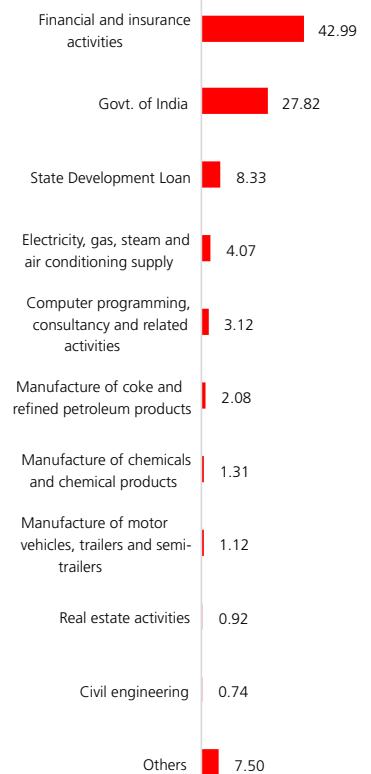 Financial and insurance
activities
42.99
Govt. of India
27.82
State Development Loan
8.33
Electricity, gas, steam and
air conditioning supply
4.07
Computer programming,
consultancy and related
activities
3.12
Manufacture of coke and
refined petroleum products
2.08
Manufacture of chemicals
and chemical products
1.31
Manufacture of motor
vehicles, trailers and semi-
trailers
1.12
Real estate activities
0.92
Civil engineering
0.74
Others
7.50